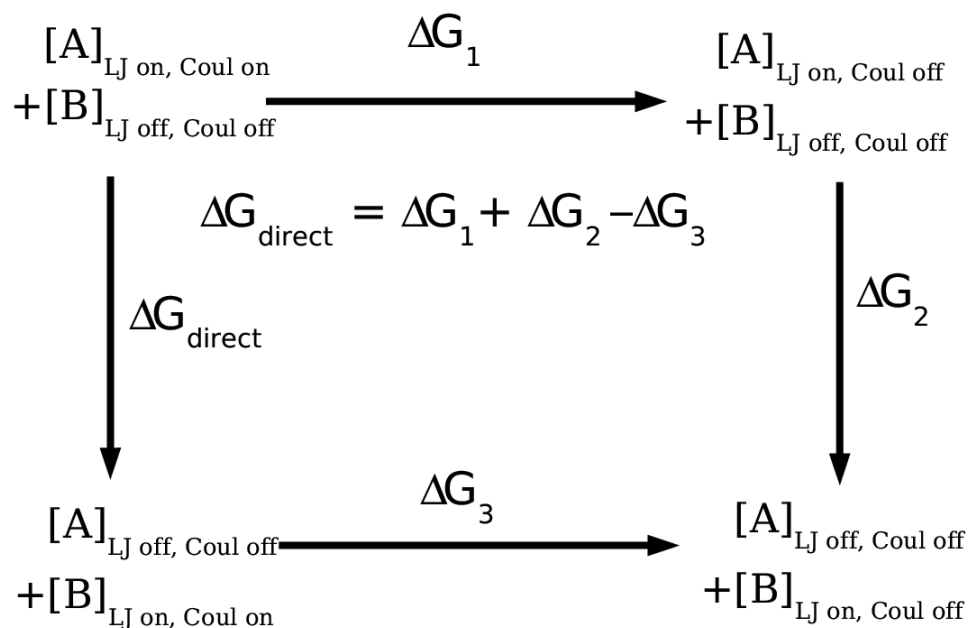 [A]LJ on, Coul on
+[B]LJ off, Coul off
ΔG1
[A]LJ on, Coul off
+[B]LJ off, Coul off
ΔGdirect = ΔG1+ ΔG2 −ΔG3
ΔGdirect
ΔG2
[A]LJ off, Coul off
+[B]LJ on, Coul on
ΔG3
[A]LJ off, Coul off
+[B]LJ on, Coul off